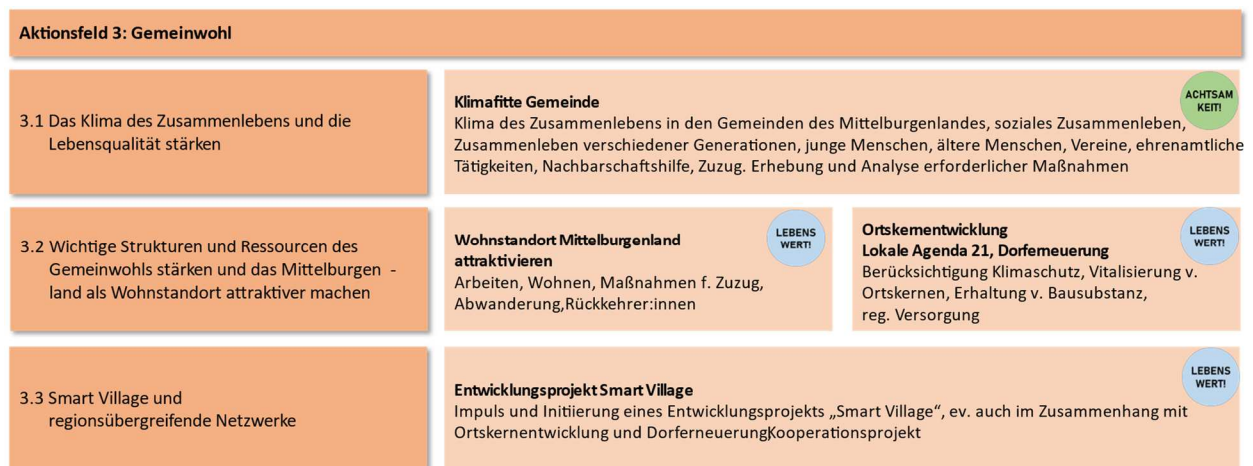 Aktionsfeld 3: Gemeinwohl
3.1 Das Klima des Zusammenlebens und die
Lebensqualität stärken
Klimafitte Gemeinde
Klima des Zusammenlebens in den Gemeinden des Mittelburgenlandes, soziales Zusammenleben,
Zusammenleben verschiedener Generationen, junge Menschen, ältere Menschen, Vereine, ehrenamtliche
Tätigkeiten, Nachbarschaftshilfe, Zuzug. Erhebung und Analyse erforderlicher Maßnahmen
ACHTSAM
KEIT!
3.2 Wichtige Strukturen und Ressourcen des
Gemeinwohls stärken und das Mittelburgen -
land als Wohnstandort attraktiver machen
Wohnstandort Mittelburgenland
attraktivieren
Arbeiten, Wohnen, Maßnahmen f. Zuzug,
Abwanderung,Rückkehrer:innen
LEBENS
WERT!
Ortskernentwicklung
Lokale Agenda 21, Dorferneuerung
Berücksichtigung Klimaschutz, Vitalisierung v.
Ortskernen, Erhaltung v. Bausubstanz,
reg. Versorgung
LEBENS
WERT!
3.3 Smart Village und
regionsübergreifende Netzwerke
Entwicklungsprojekt Smart Village
Impuls und Initiierung eines Entwicklungsprojekts „Smart Village“, ev. auch im Zusammenhang mit
Ortskernentwicklung und Dorferneuerung,Kooperationsprojekt
LEBENS
WERT!